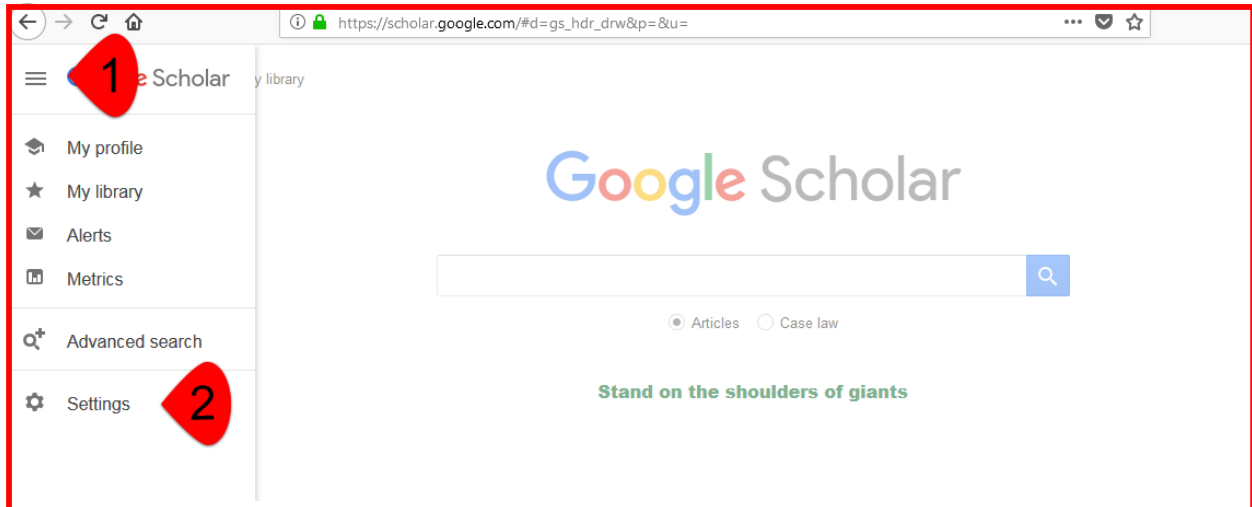 https://scholar.google.com/#d=gs_hdr_drw&p=&u=
1 e Scholar y library
My profile
My library
Alerts
Metrics
Advanced search
Settings 2
Google Scholar
Articles Case law
Stand on the shoulders of giants